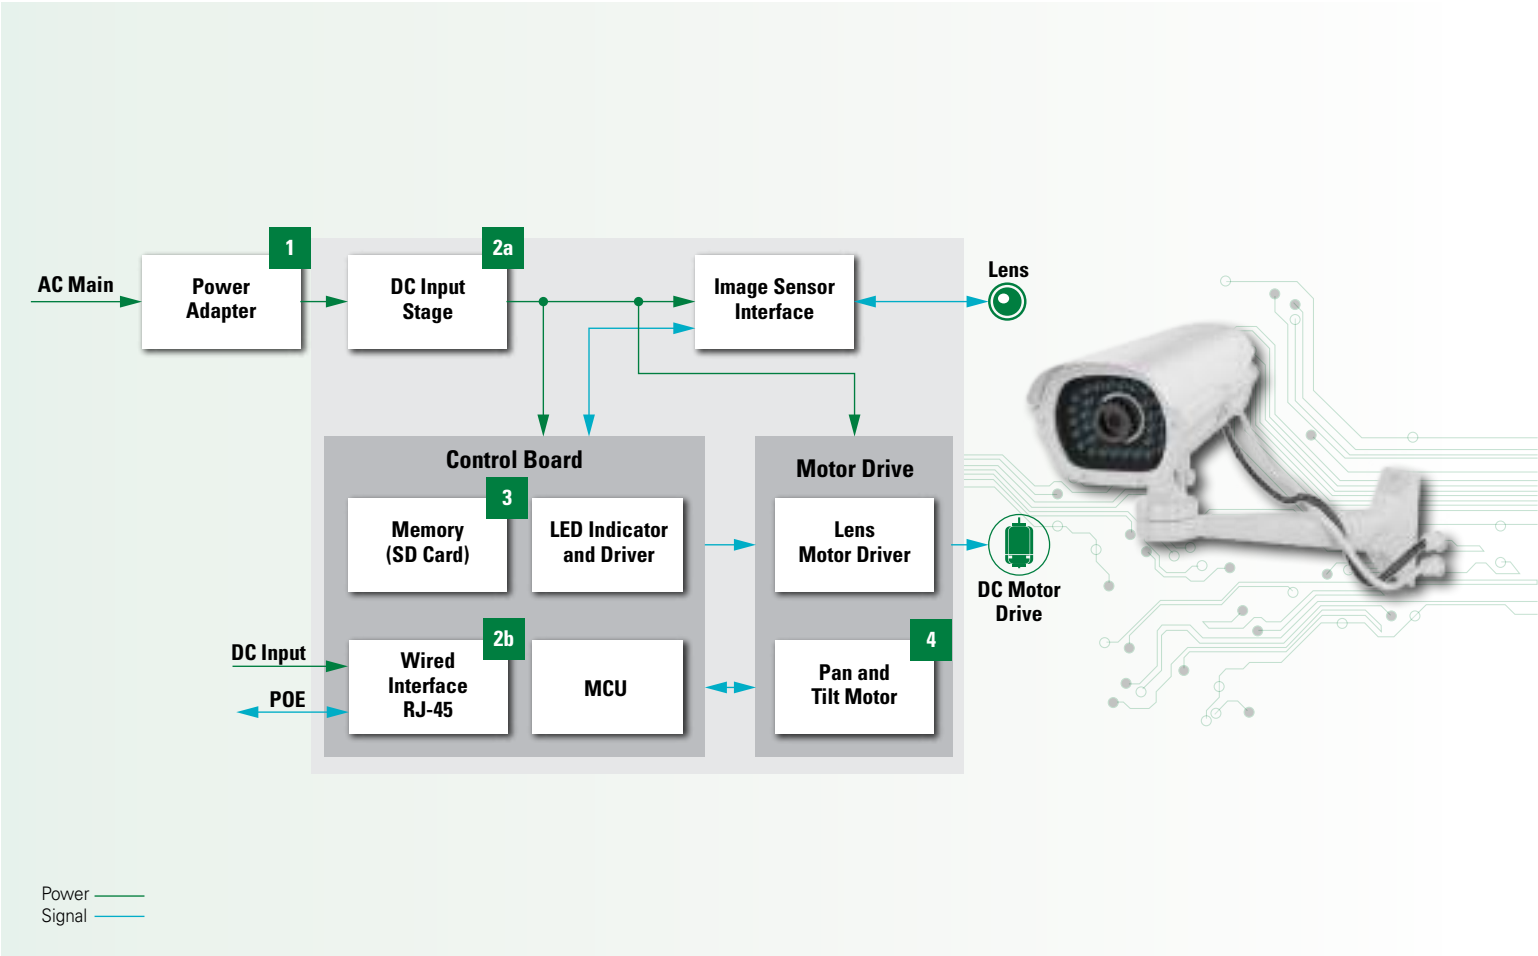 1
2a
AC Main
Power
Adapter
DC Input
Stage
Image Sensor
Interface
Lens
Control Board
Motor Drive
3
Memory
(SD Card)
LED Indicator
and Driver
Lens
Motor Driver
DC Motor
Drive
DC Input
POE
2b
Wired
Interface
RJ-45
MCU
4
Pan and
Tilt Motor
Power
Signal